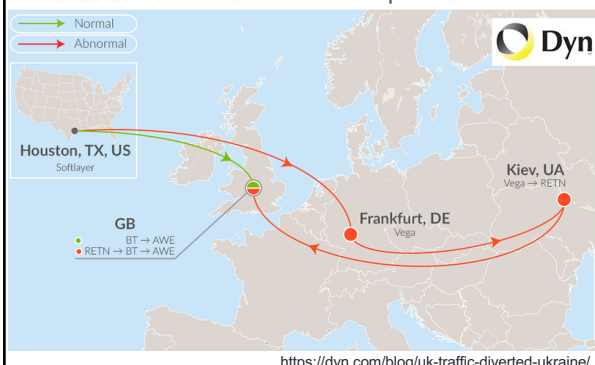 Normal
Abnormal
Dyn
Houston, TX, US
Softlayer
Kiev, UA
Vega → RETN
Frankfurt, DE
Vega
GB
BT → AWE
RETN → BT → AWE
https://dyn.com/blog/uk-traffic-diverted-ukraine/